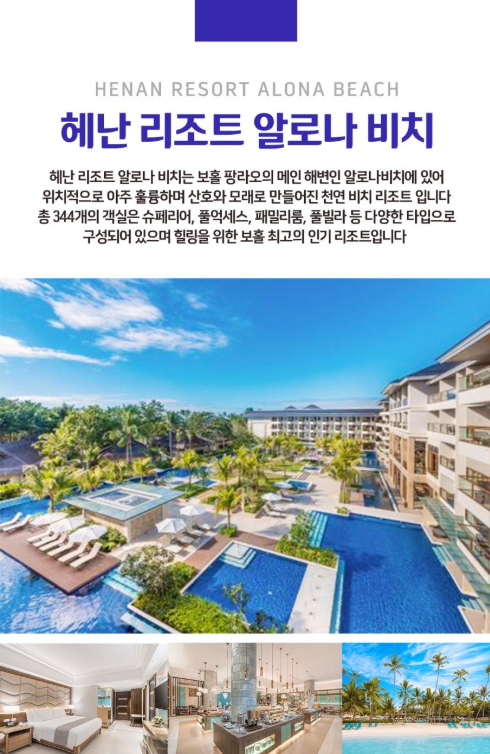 HENAN RESORT ALONA BEACH
헤난 리조트 알로나 비치
헤난 리조트 알로나 비치는 보홀 팡라오의 메인 해변인 알로나비치에 있어
위치적으로 아주 훌륭하며 산호와 모래로 만들어진 천연 비치 리조트 입니다
총 344개의 객실은 슈페리어, 풀억세스, 패밀리룸, 풀빌라 등 다양한 타입으로
구성되어 있으며 힐링을 위한 보홀 최고의 인기 리조트입니다